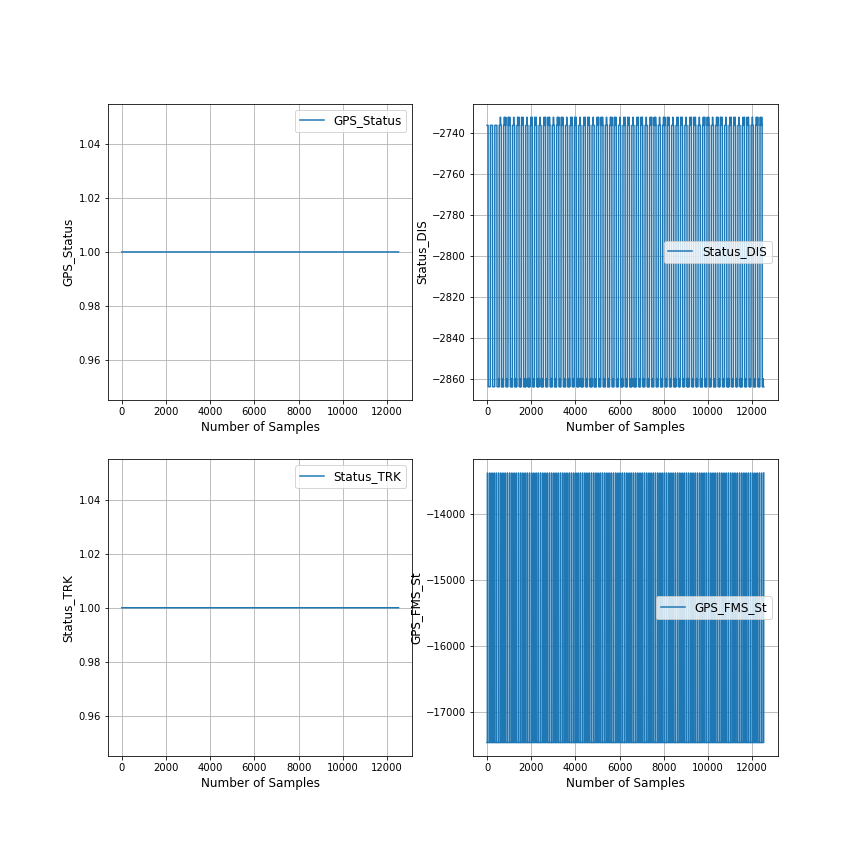 GPS_Status
1.04
1.02
1.00
0.98
0.96
GPS_Status
0 2000 4000 6000 8000 10000 12000
Number of Samples
Status_DIS
−2740
−2760
−2780
−2800
−2820
−2840
−2860
Status_DIS
0 2000 4000 6000 8000 10000 12000
Number of Samples
Status_TRK
1.04
1.02
1.00
0.98
0.96
Status_TRK
0 2000 4000 6000 8000 10000 12000
Number of Samples
GPS_FMS_St
−14000
−15000
−16000
−17000
GPS_FMS_St
0 2000 4000 6000 8000 10000 12000
Number of Samples